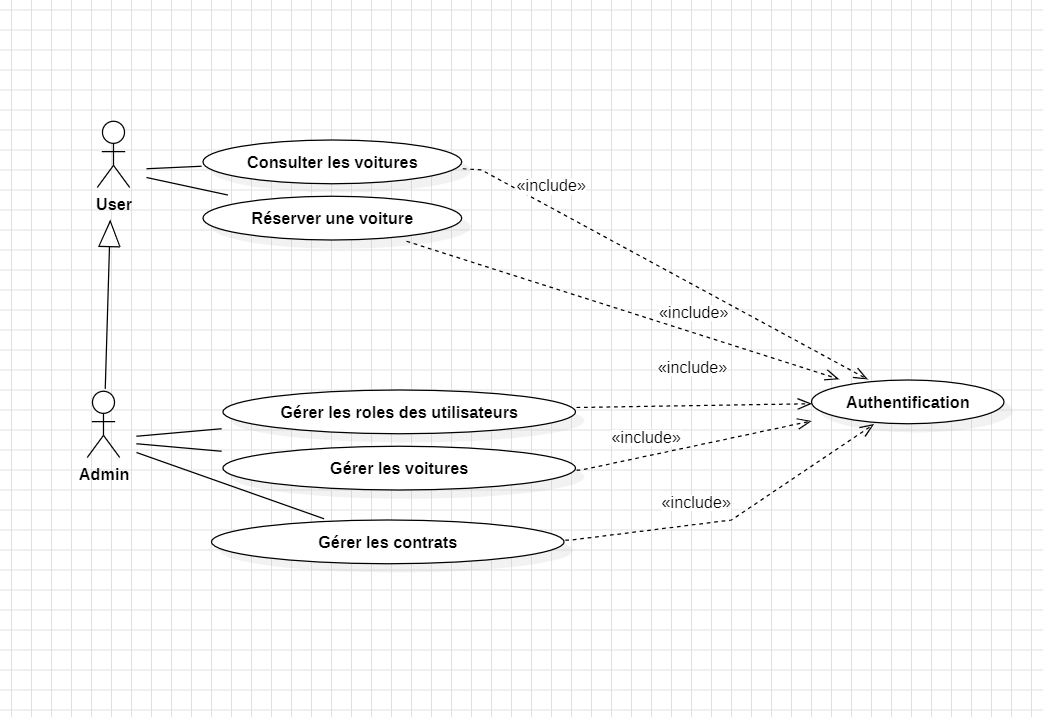 Consulter les voitures
«include»
User
Réserver une voiture
«include»
«include»
Gérer les roles des utilisateurs
Authentification
«include»
Admin
Gérer les voitures
«include»
Gérer les contrats